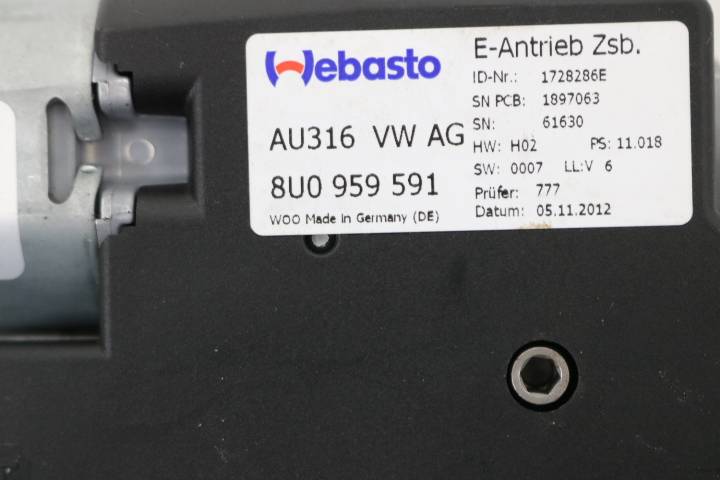 Webasto
AU316 VW AG
8U0 959 591
WOO Made in Germany (DE)
E-Antrieb Zsb.
ID-Nr.: 1728286E
SN PCB: 1897063
SN: 61630
HW: H02 PS: 11.018
SW: 0007 LL:V 6
Prüfer: 777
Datum: 05.11.2012